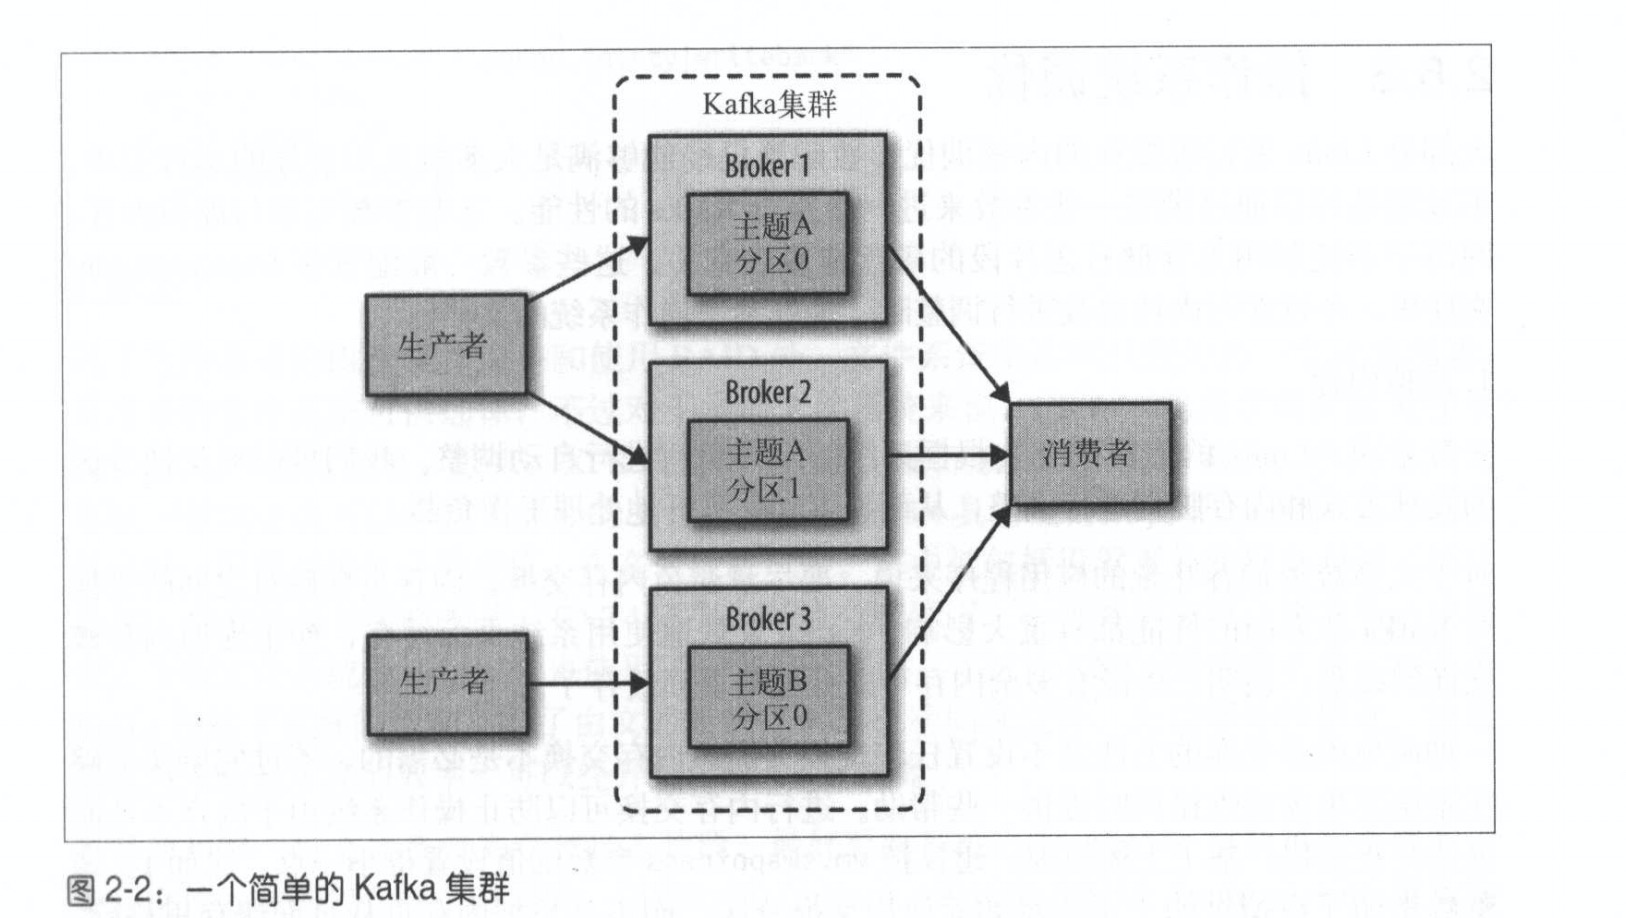 Kafka集群
Broker 1
主题A
分区0
生产者
Broker 2
主题A
分区1
消费者
Broker 3
主题B
分区0
生产者
图 2-2：一个简单的 Kafka 集群